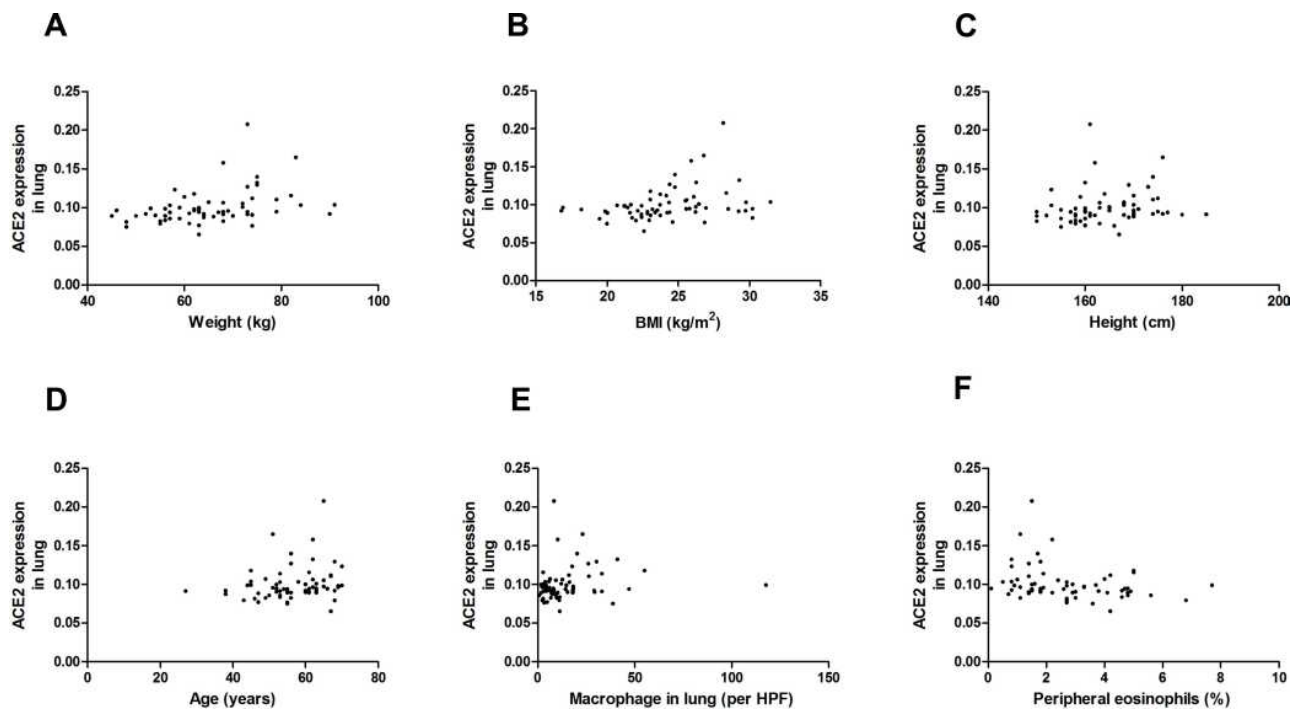 A
B
C
ACE2 expression
in lung
0.25
0.20
0.15
0.10
0.05
0.00
40
60
80
100
Weight (kg)
ACE2 expression
in lung
0.25
0.20
0.15
0.10
0.05
0.00
15
20
25
30
35
BMI (kg/m²)
ACE2 expression
in lung
0.25
0.20
0.15
0.10
0.05
0.00
140
160
180
200
Height (cm)
D
E
F
ACE2 expression
in lung
0.25
0.20
0.15
0.10
0.05
0.00
0
20
40
60
80
Age (years)
ACE2 expression
in lung
0.25
0.20
0.15
0.10
0.05
0.00
0
50
100
150
Macrophage in lung (per HPF)
ACE2 expression
in lung
0.25
0.20
0.15
0.10
0.05
0.00
0
2
4
6
8
10
Peripheral eosinophils (%)